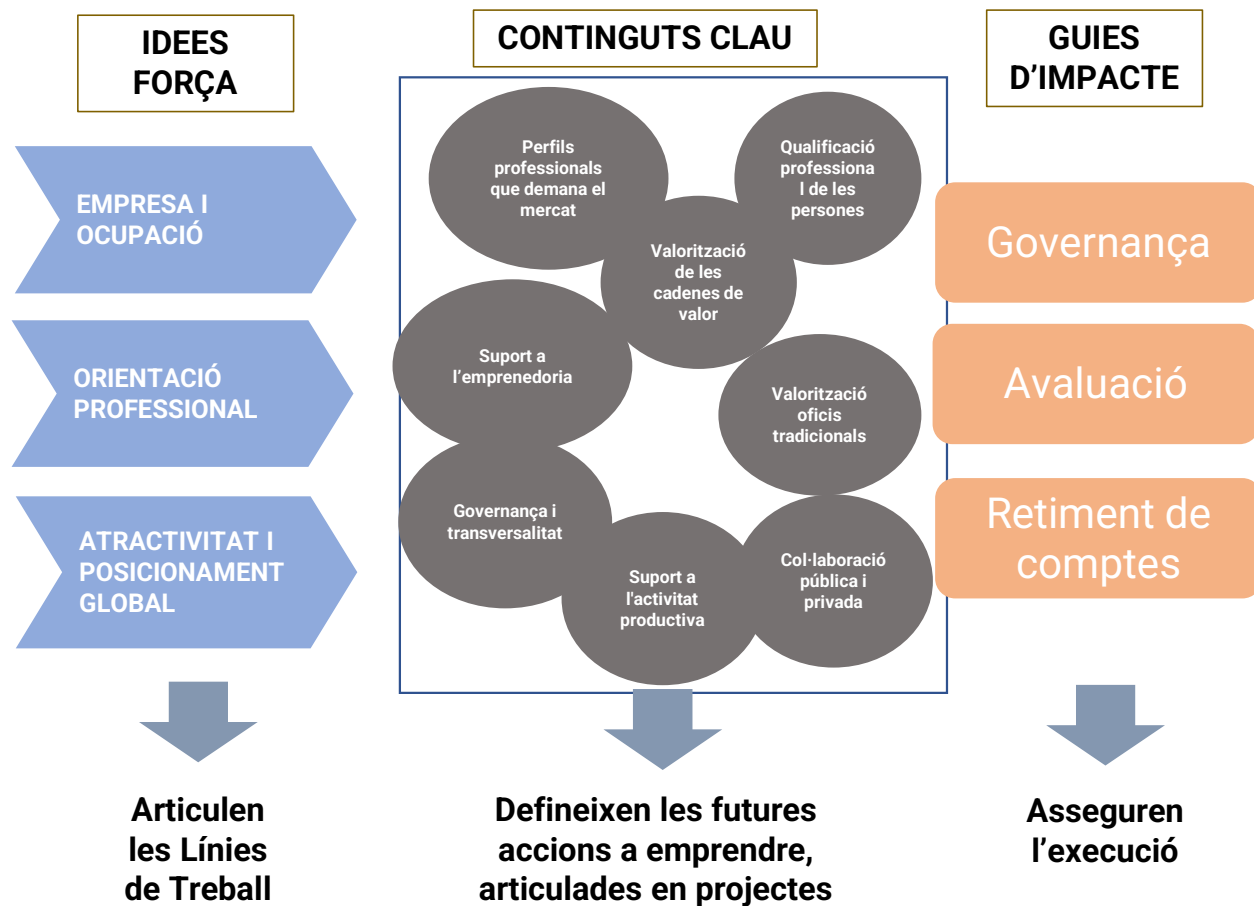 IDEES
FORÇA
EMPRESA I
OCUPACIÓ
ORIENTACIÓ
PROFESSIONAL
ATRACTIVITAT I
POSICIONAMENT
GLOBAL
Articulen
les Línies
de Treball
CONTINGUTS CLAU
Perfils
professionals
que demana el
mercat
Qualificació
professiona
l de les
persones
Valorització
de les
cadenes de
valor
Suport a
l’emprenedoria
Valorització
oficis
tradicionals
Governança i
transversalitat
Suport a
l'activitat
productiva
Col·laboració
pública i
privada
Defineixen les futures
accions a emprendre,
articulades en projectes
GUIES
D’IMPACTE
Governança
Avaluació
Retiment de
comptes
Asseguren
l’execució